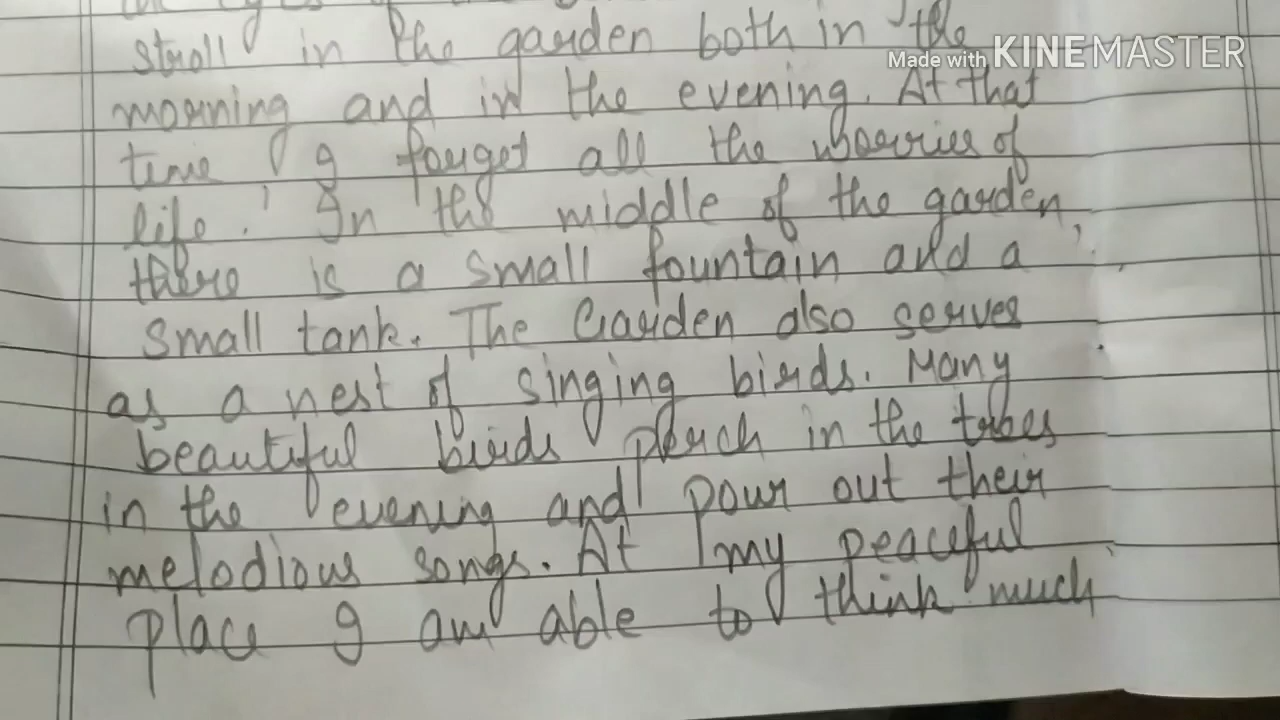 the eyes of
stroll in the garden both in the
Made with KINEMASTER
morning and in the evening. At that
time I forget all the worries of
life. In the middle of the garden,
there is a small fountain and a
small tank. The Garden also serves
as a nest of singing birds. Many
beautiful birds perch in the trees
in the evening and pour out their
melodious songs. At my peaceful
place I am able to think much